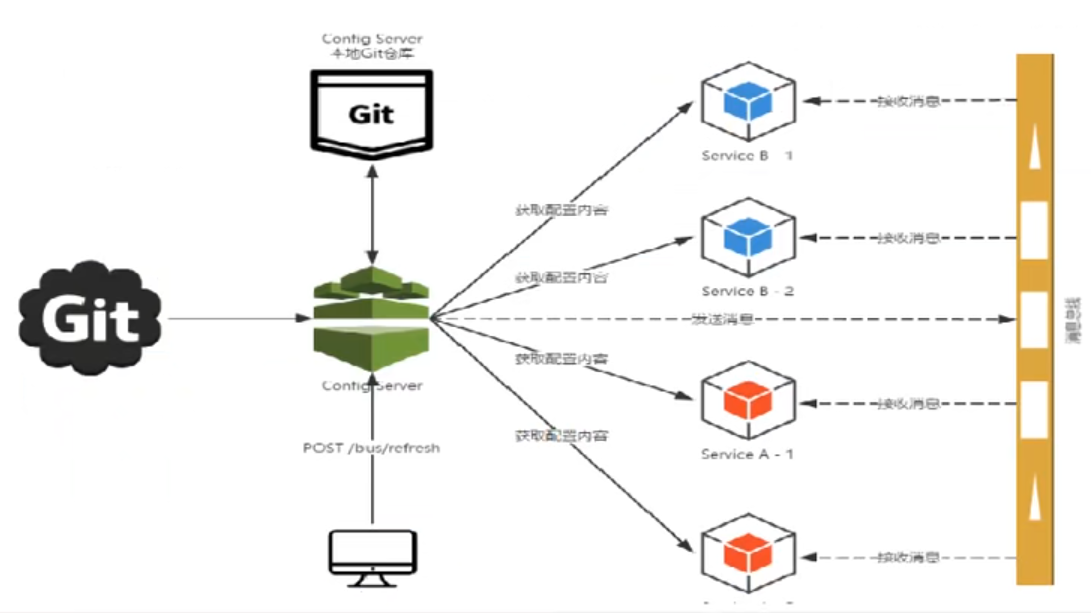 Config Server
本地Git仓库
Git
Service B - 1
接收消息
获取配置内容
Service B - 2
接收消息
获取配置内容
Git
发送消息
消息总线
Config Server
获取配置内容
Service A - 1
接收消息
POST /bus/refresh
获取配置内容
接收消息